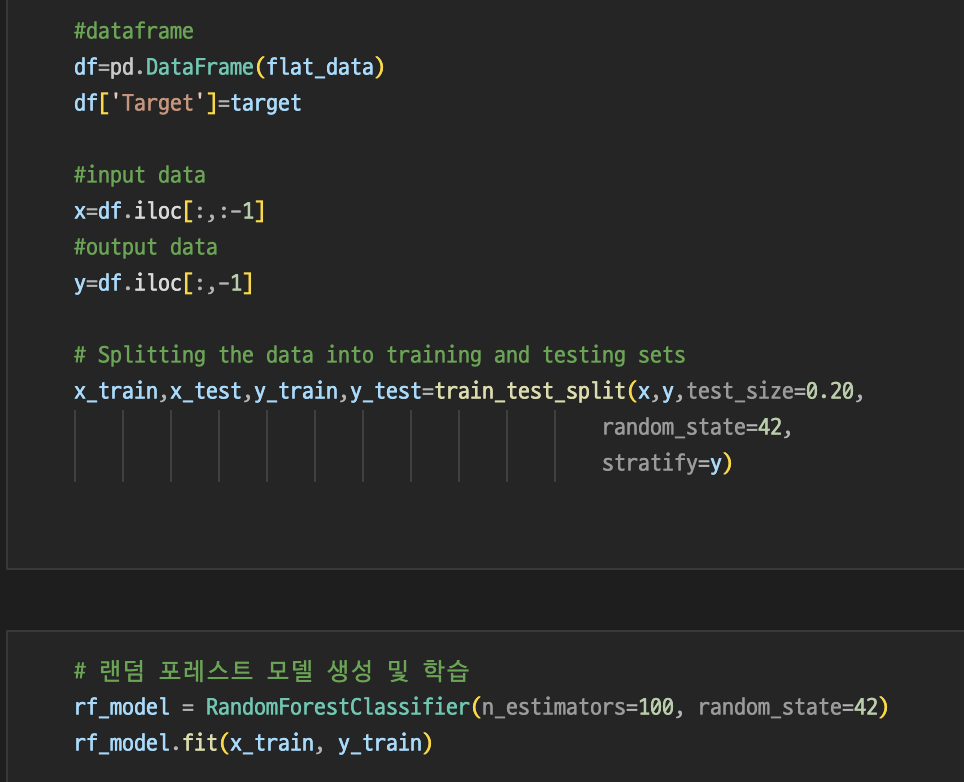 #dataframe
df=pd.DataFrame(flat_data)
df['Target']=target
#input data
x=df.iloc[:,:-1]
#output data
y=df.iloc[:,-1]
# Splitting the data into training and testing sets
x_train,x_test,y_train,y_test=train_test_split(x,y,test_size=0.20,
random_state=42,
stratify=y)
# 랜덤 포레스트 모델 생성 및 학습
rf_model = RandomForestClassifier(n_estimators=100, random_state=42)
rf_model.fit(x_train, y_train)